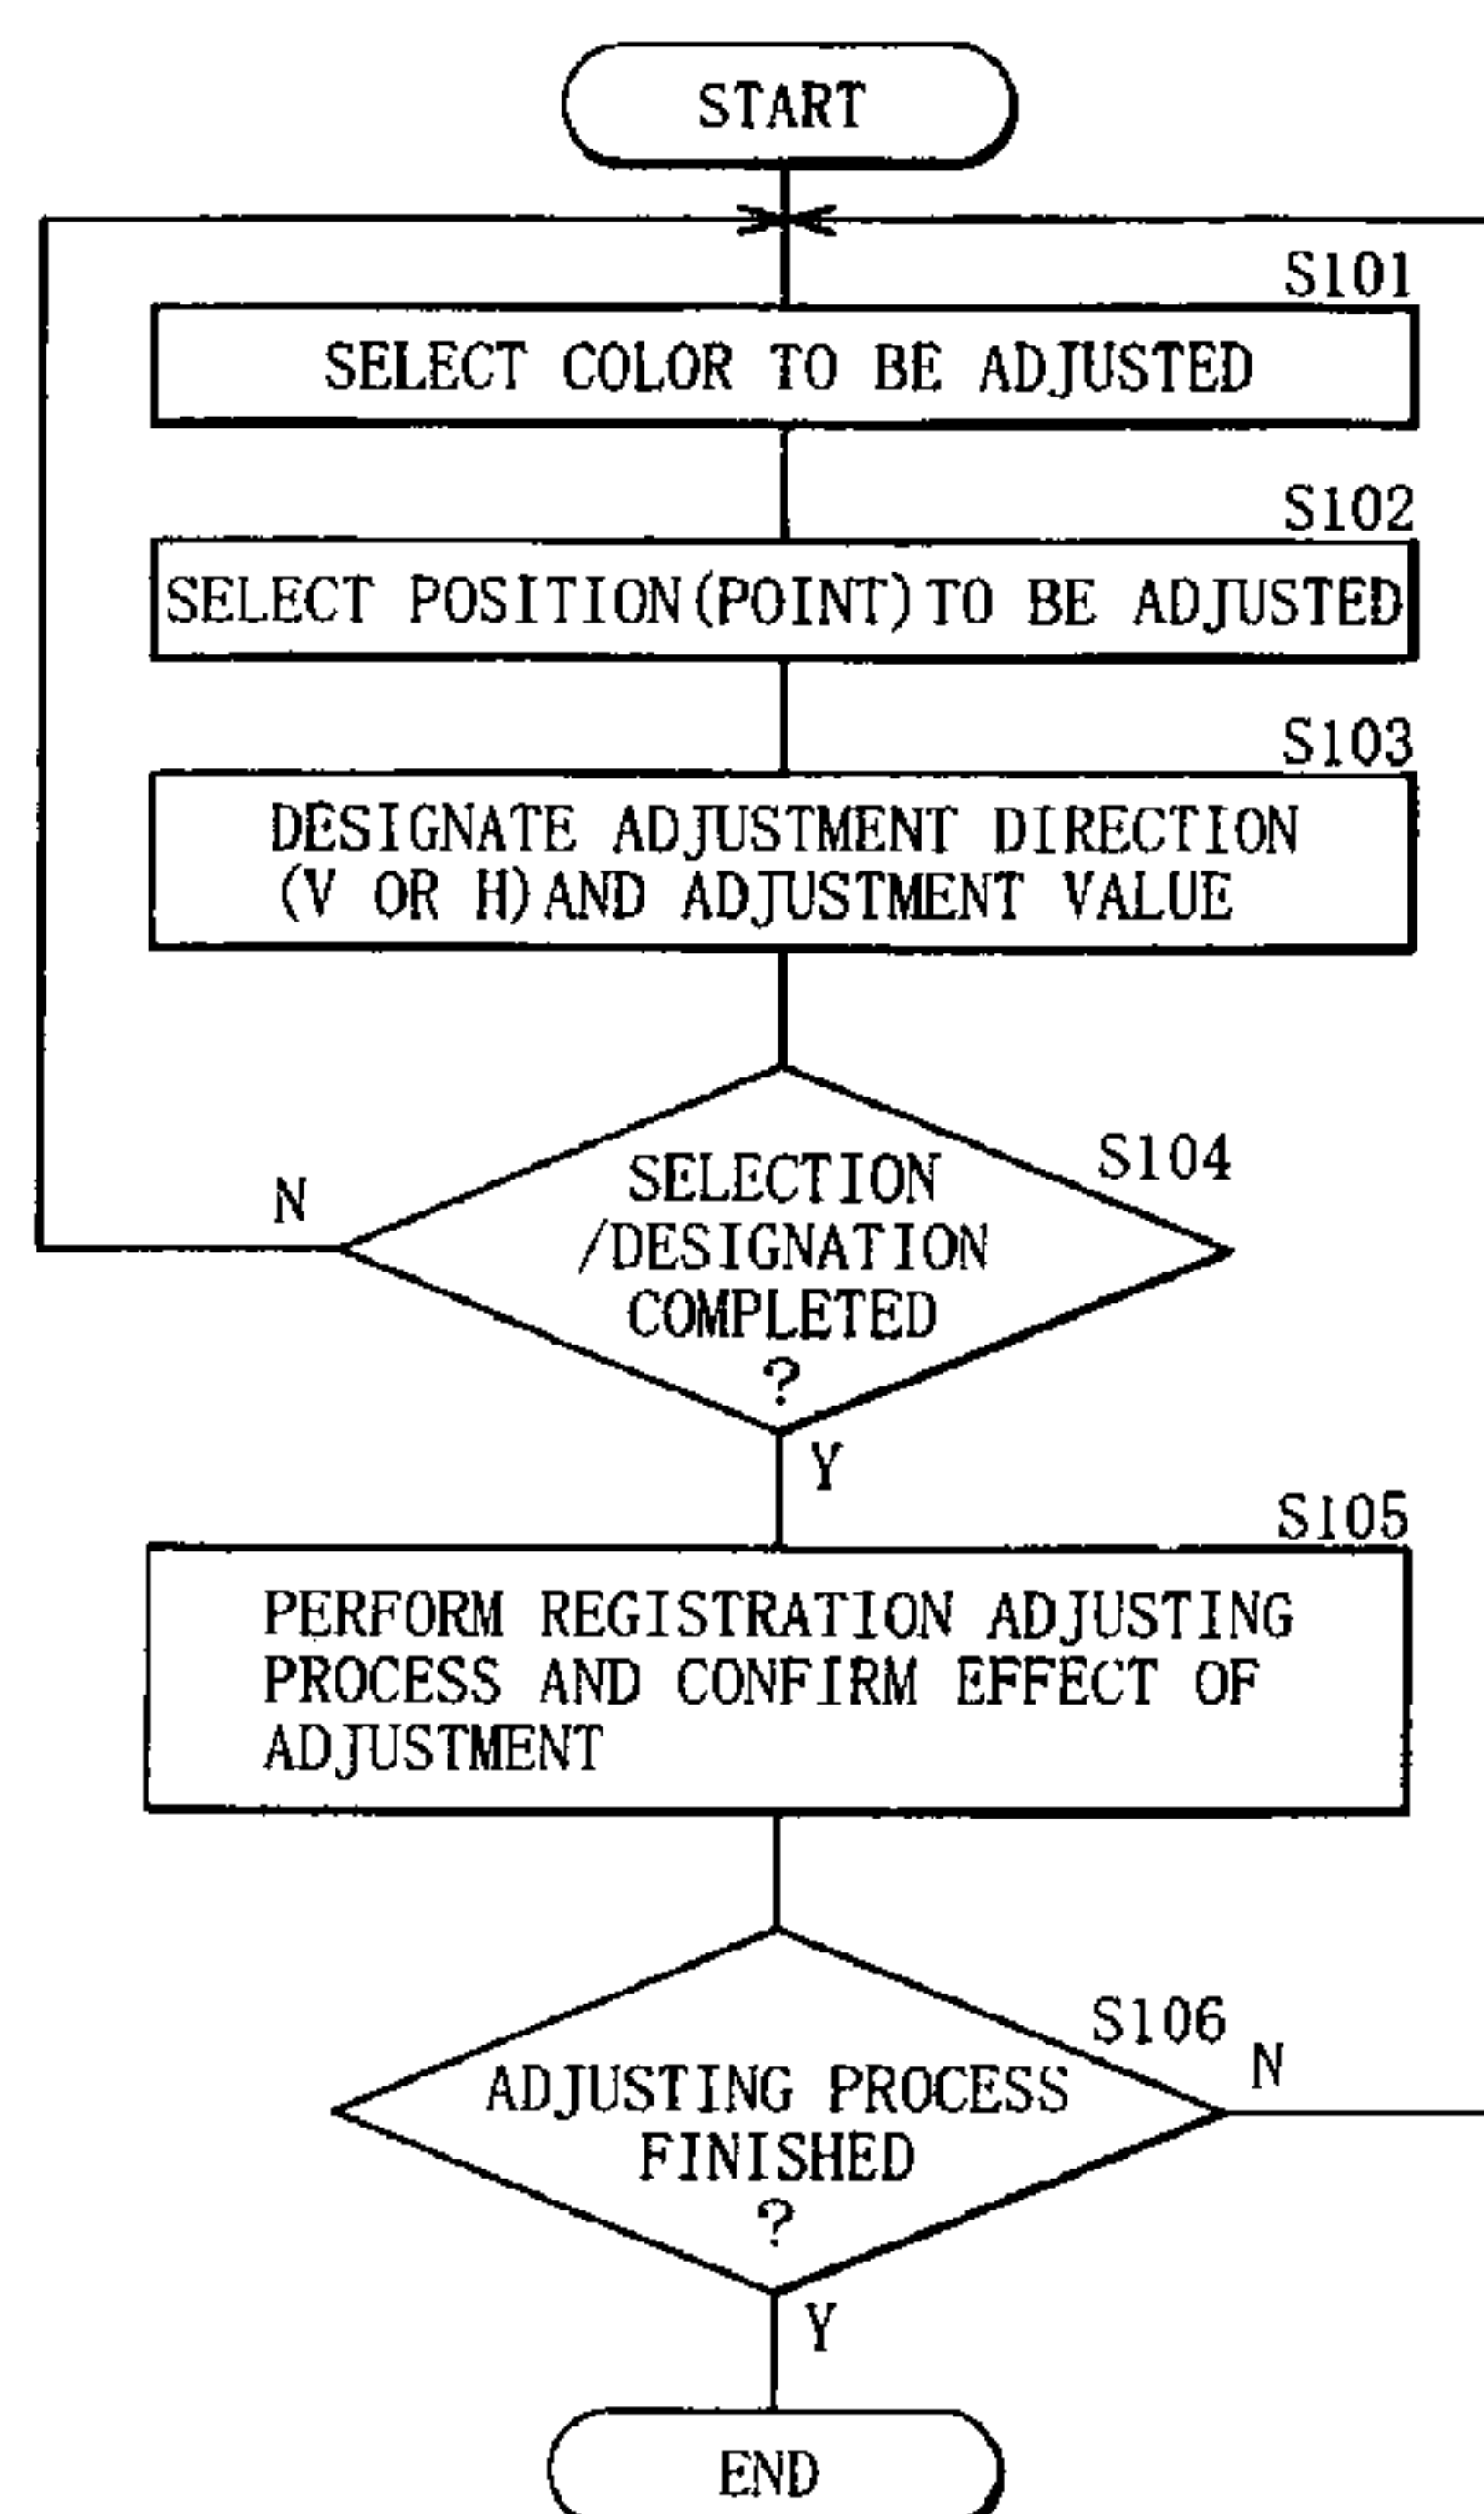 START
S101
SELECT COLOR TO BE ADJUSTED
S102
SELECT POSITION(POINT)TO BE ADJUSTED
S103
DESIGNATE ADJUSTMENT DIRECTION
(V OR H)AND ADJUSTMENT VALUE
S104
N
SELECTION
/DESIGNATION
COMPLETED
?
Y
S105
PERFORM REGISTRATION ADJUSTING
PROCESS AND CONFIRM EFFECT OF
ADJUSTMENT
S106
N
ADJUSTING PROCESS
FINISHED
?
Y
END